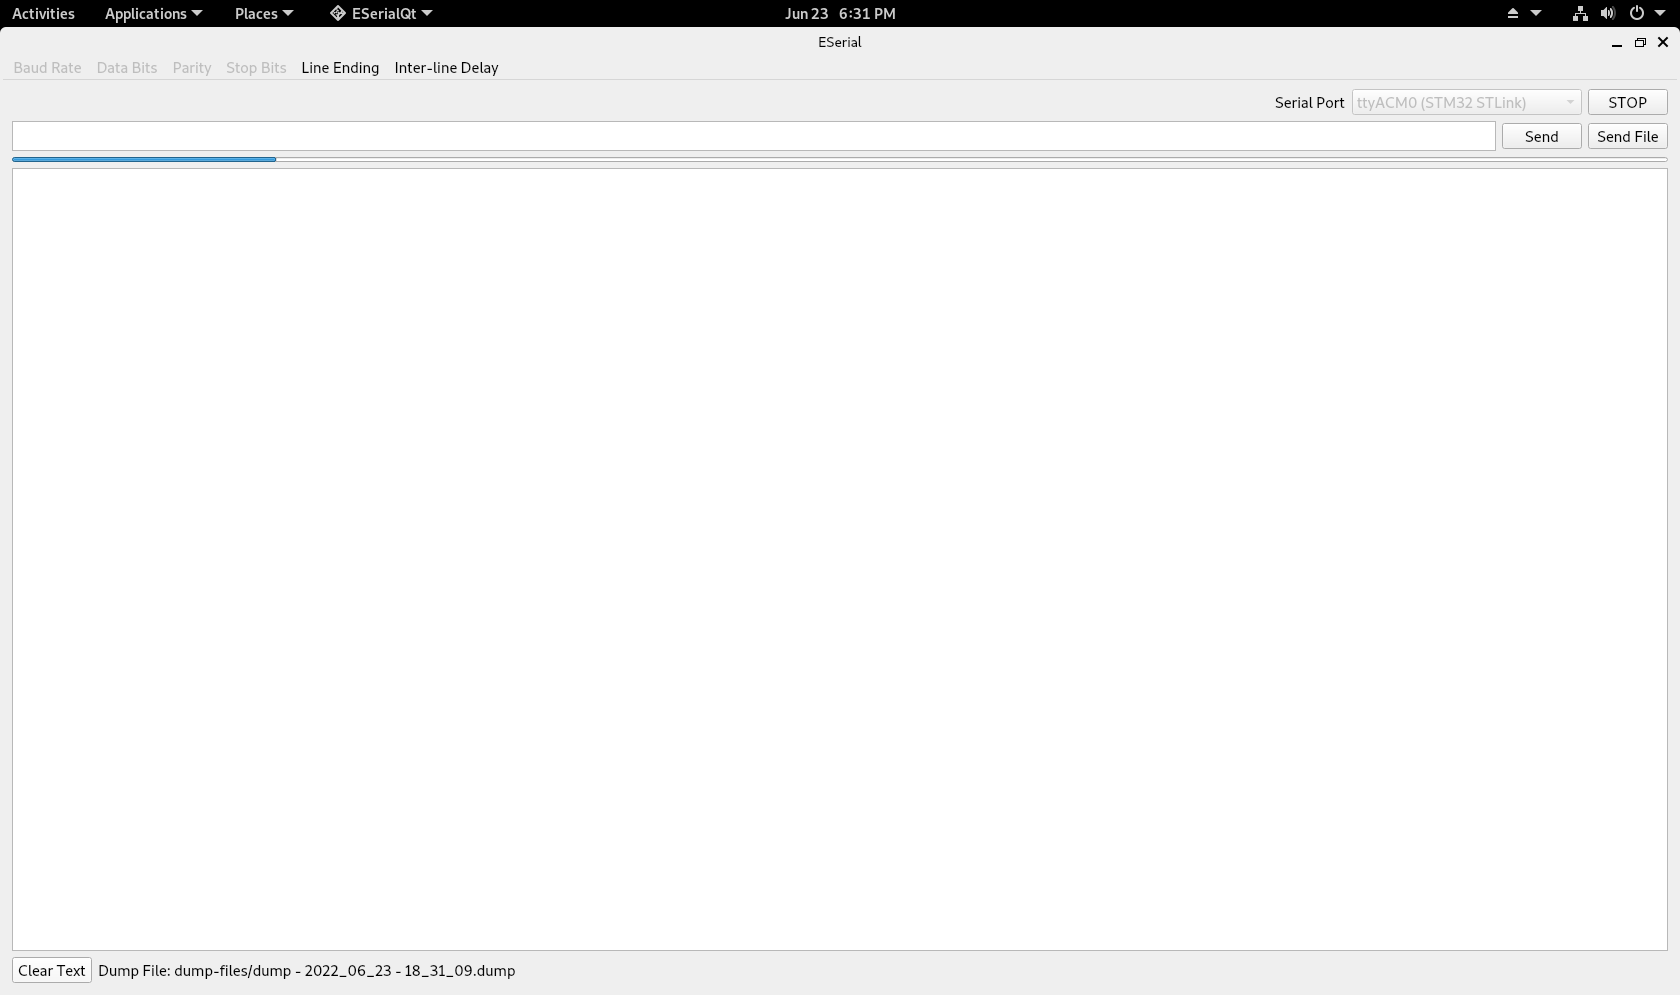 Activities Applications Places ESerialQt Jun 23 6:31 PM
ESerial
Baud Rate Data Bits Parity Stop Bits Line Ending Inter-line Delay
Serial Port ttyACM0 (STM32 STLink) STOP
Send Send File
Clear Text Dump File: dump-files/dump - 2022_06_23 - 18_31_09.dump